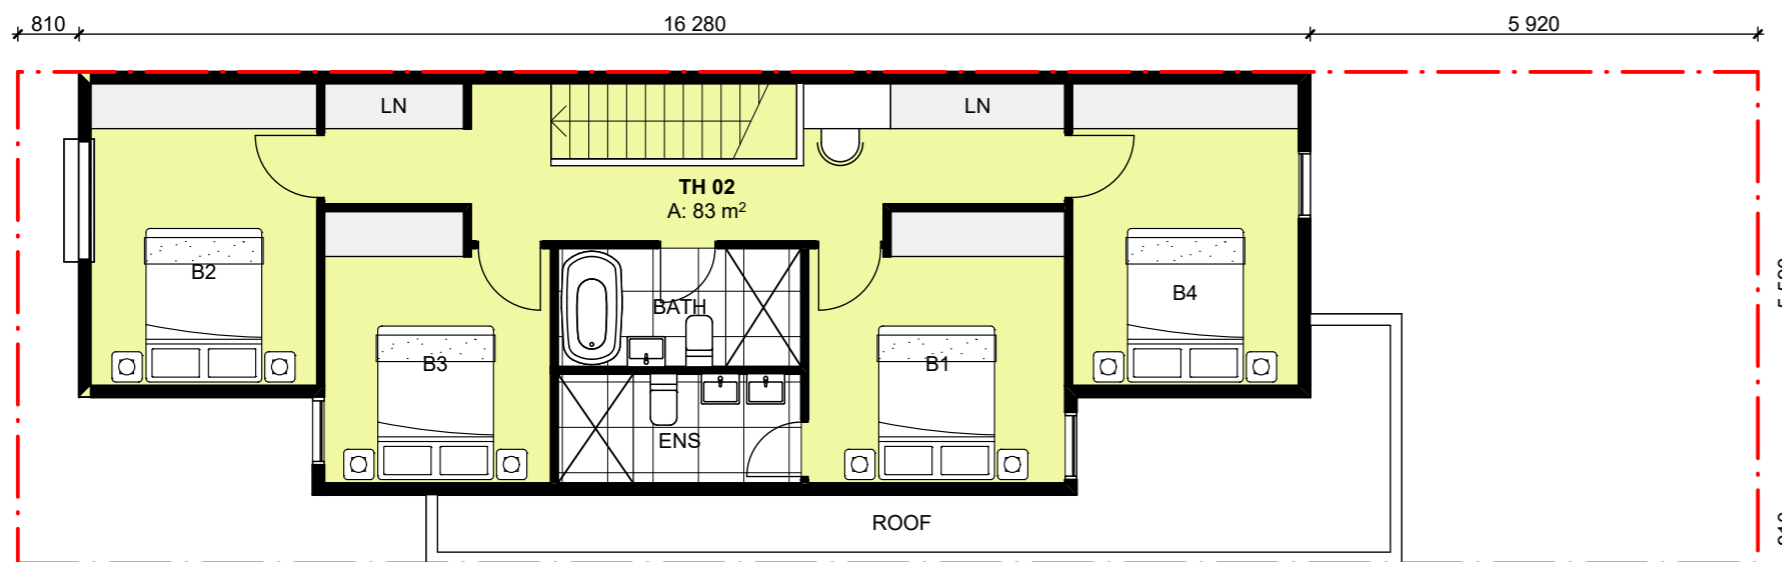 810
16 280
5 920
LN
LN
TH 02
A: 83 m²
B2
B4
BATH
B3
B1
ENS
ROOF